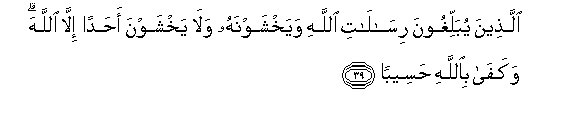 ٱلَّذِينَ يُبَلِّغُونَ رِسَـٰلَـٰتِ ٱللَّهِ وَيَخْشَوْنَهُۥ وَلَا يَخْشَوْنَ أَحَدًا إِلَّا ٱللَّهَ ۗ
وَكَفَىٰ بِٱللَّهِ حَسِيبًا ۝٣٩